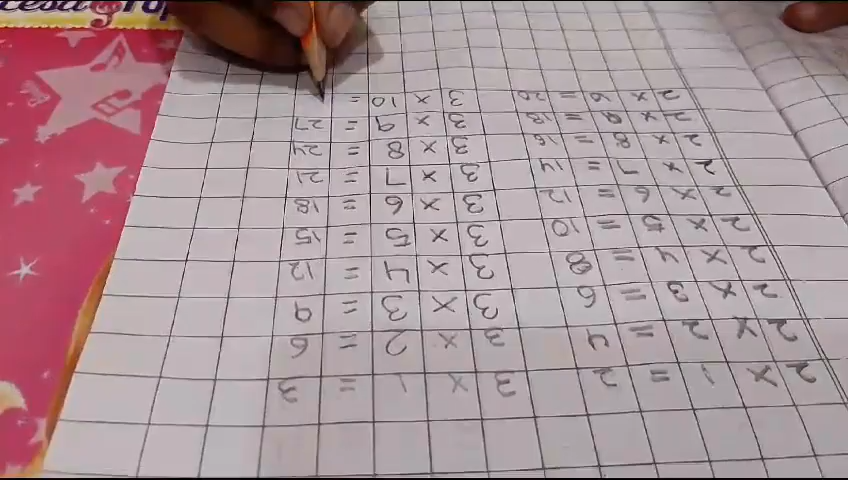 2 x 1 = 2 3 x 1 = 3
2 x 2 = 4 3 x 2 = 6
2 x 3 = 6 3 x 3 = 9
2 x 4 = 8 3 x 4 = 12
2 x 5 = 10 3 x 5 = 15
2 x 6 = 12 3 x 6 = 18
2 x 7 = 14 3 x 7 = 21
2 x 8 = 16 3 x 8 = 24
2 x 9 = 18 3 x 9 = 27
2 x 10 = 20 3 x 10 =